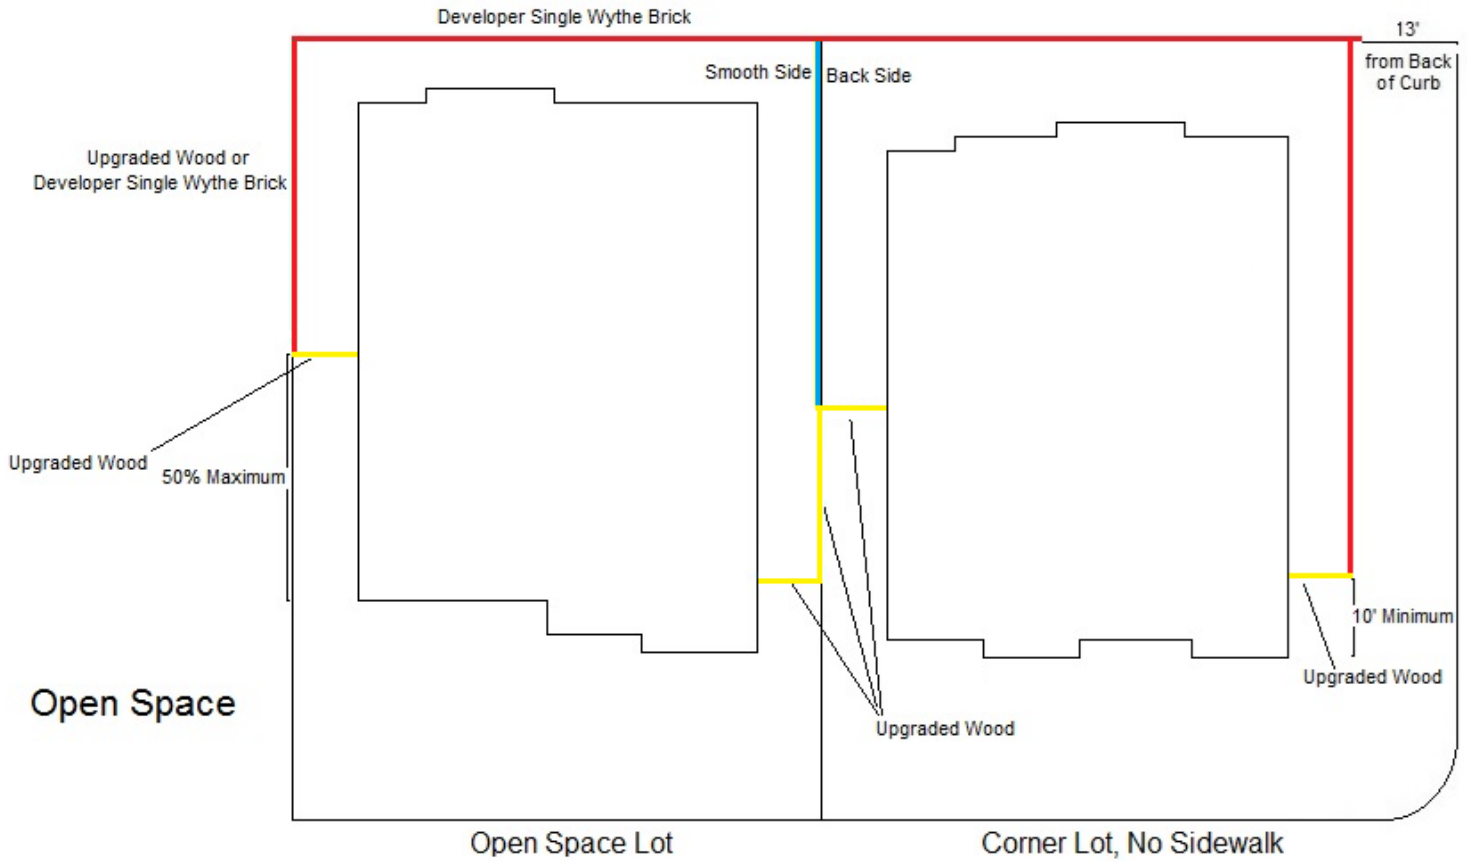 Developer Single Wythe Brick
13'
from Back
of Curb
Smooth Side
Back Side
Upgraded Wood or
Developer Single Wythe Brick
Upgraded Wood
50% Maximum
10' Minimum
Upgraded Wood
Open Space
Upgraded Wood
Open Space Lot
Corner Lot, No Sidewalk